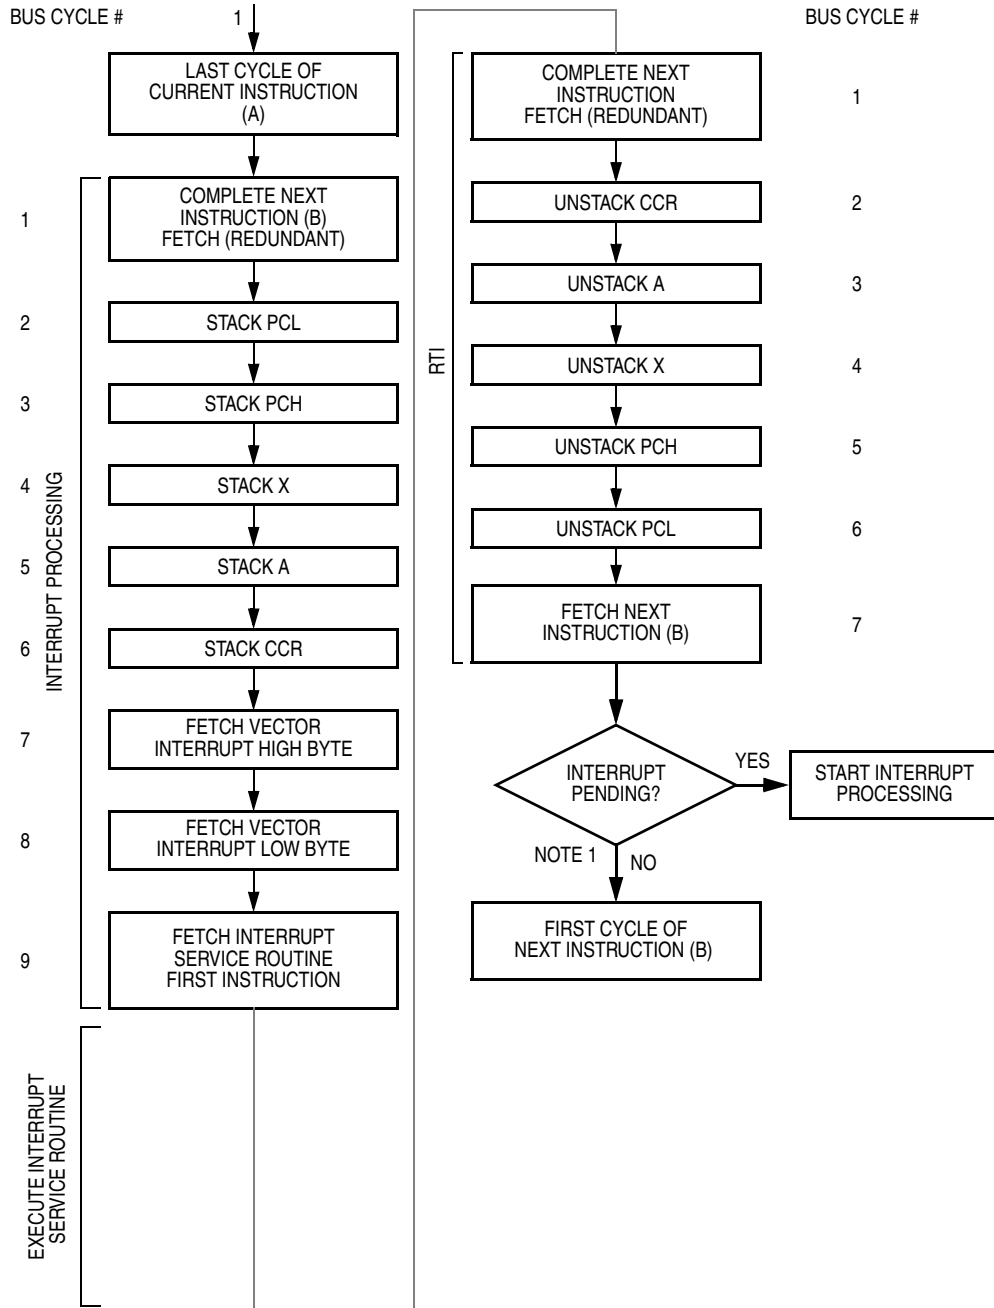 BUS CYCLE #
1
LAST CYCLE OF
CURRENT INSTRUCTION
(A)
1
COMPLETE NEXT
INSTRUCTION (B)
FETCH (REDUNDANT)
2
STACK PCL
3
STACK PCH
4
STACK X
5
STACK A
6
STACK CCR
7
FETCH VECTOR
INTERRUPT HIGH BYTE
8
FETCH VECTOR
INTERRUPT LOW BYTE
9
FETCH INTERRUPT
SERVICE ROUTINE
FIRST INSTRUCTION
INTERRUPT PROCESSING
EXECUTE INTERRUPT
SERVICE ROUTINE
BUS CYCLE #
COMPLETE NEXT
INSTRUCTION
FETCH (REDUNDANT)
1
UNSTACK CCR
2
UNSTACK A
3
UNSTACK X
4
UNSTACK PCH
5
UNSTACK PCL
6
FETCH NEXT
INSTRUCTION (B)
7
RTI
INTERRUPT
PENDING?
YES
START INTERRUPT
PROCESSING
NOTE 1
NO
FIRST CYCLE OF
NEXT INSTRUCTION (B)